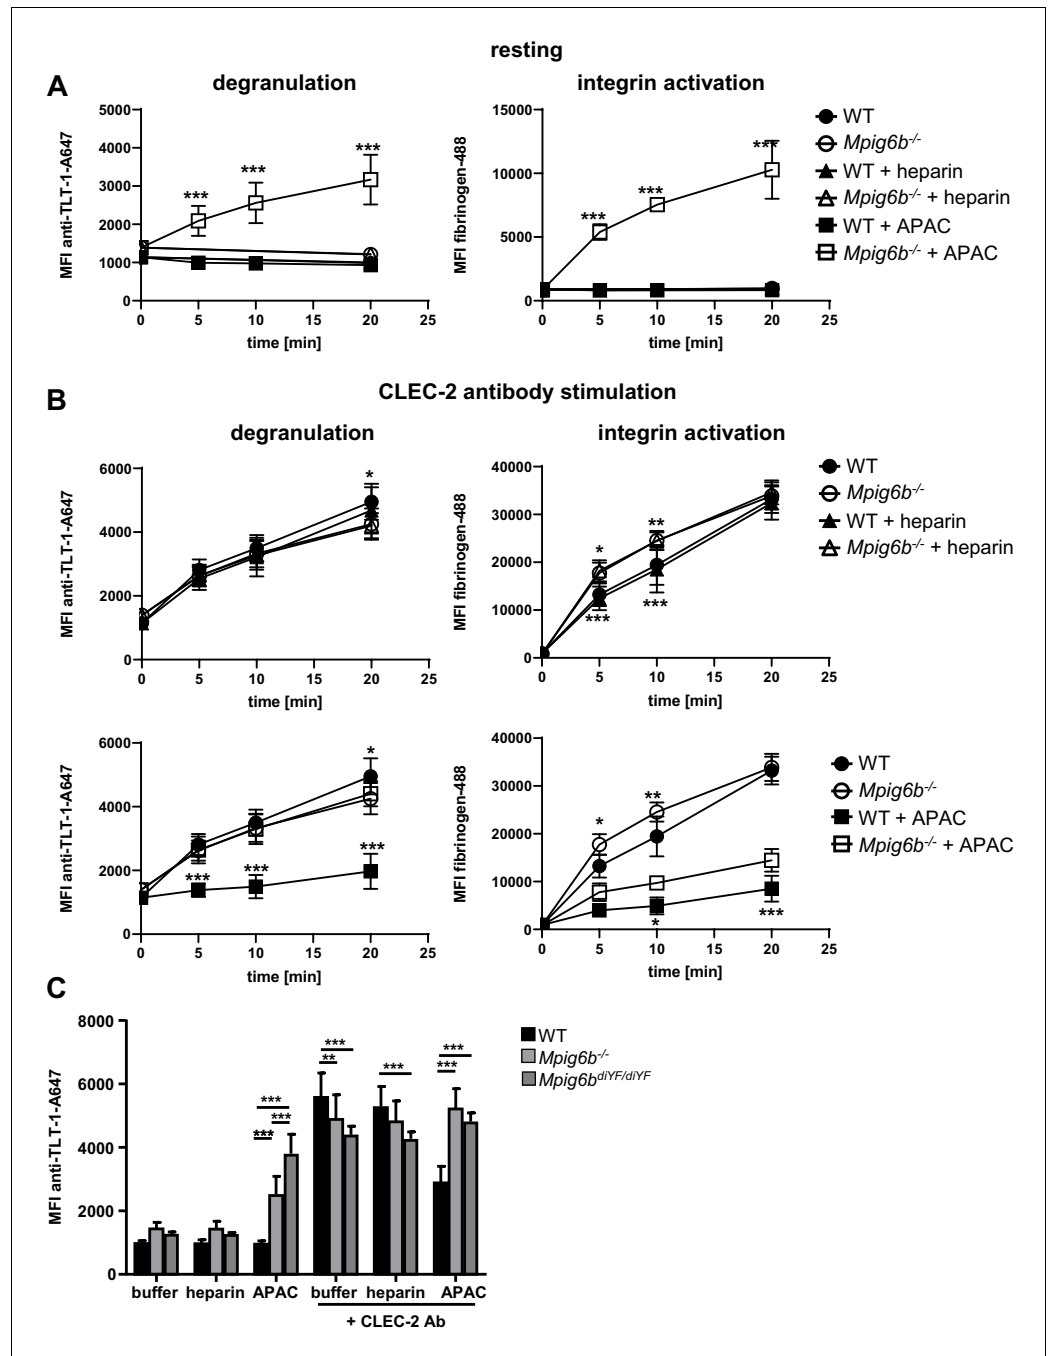 resting
A
degranulation
integrin activation
MFI anti-TLT-1-A647
5000
4000
3000
2000
1000
0
***
***
***
0 5 10 15 20 25
time [min]
MFI fibrinogen-488
15000
10000
5000
0
***
***
***
0 5 10 15 20 25
time [min]
WT
Mpig6b-/-
WT + heparin
Mpig6b-/- + heparin
WT + APAC
Mpig6b-/- + APAC
B
CLEC-2 antibody stimulation
degranulation
integrin activation
MFI anti-TLT-1-A647
6000
4000
2000
0
*
0 5 10 15 20 25
time [min]
MFI fibrinogen-488
40000
30000
20000
10000
0
*
**
***
***
0 5 10 15 20 25
time [min]
WT
Mpig6b-/-
WT + heparin
Mpig6b-/- + heparin
MFI anti-TLT-1-A647
6000
4000
2000
0
*
***
***
***
0 5 10 15 20 25
time [min]
MFI fibrinogen-488
40000
30000
20000
10000
0
*
**
*
***
0 5 10 15 20 25
time [min]
WT
Mpig6b-/-
WT + APAC
Mpig6b-/- + APAC
C
MFI anti-TLT-1-A647
8000
6000
4000
2000
0
***
***
***
***
**
***
***
***
buffer heparin APAC buffer heparin APAC
+ CLEC-2 Ab
WT
Mpig6b-/-
Mpig6bdiYF/diYF